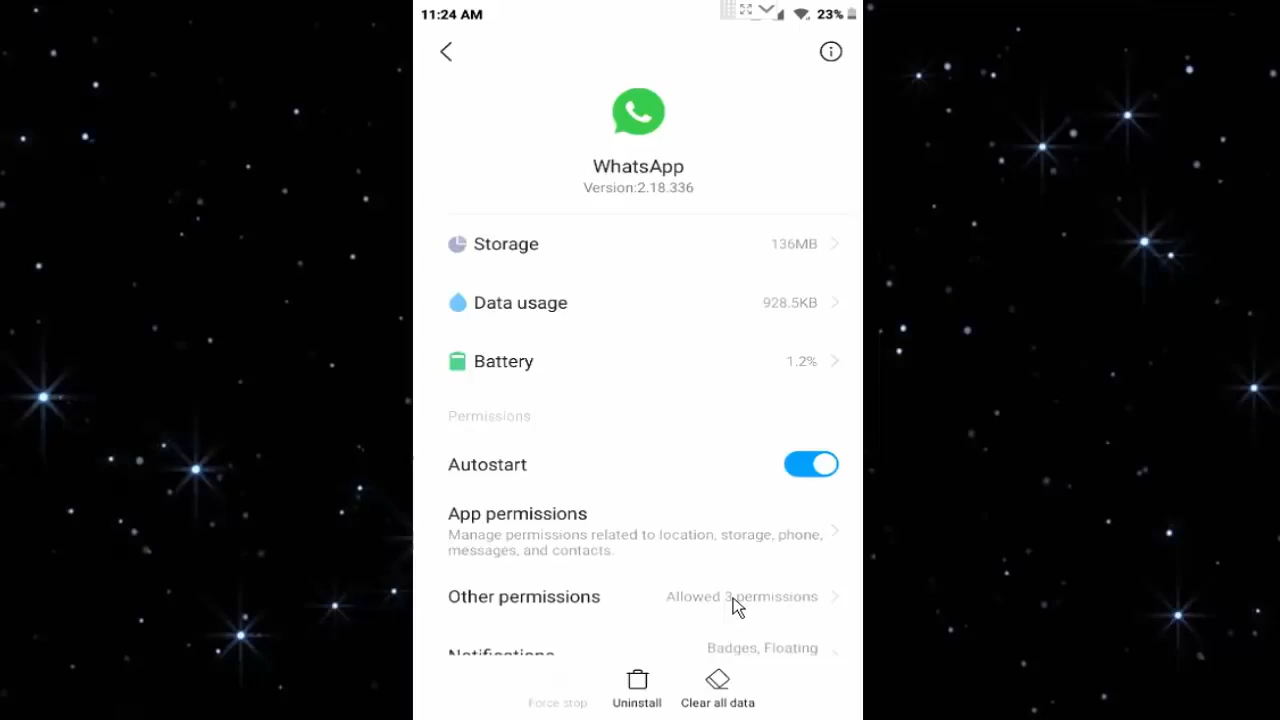 11:24 AM
23%
WhatsApp
Version:2.18.336
Storage
136MB
Data usage
928.5KB
Battery
1.2%
Permissions
Autostart
App permissions
Manage permissions related to location, storage, phone,
messages, and contacts.
Other permissions
Allowed 3 permissions
Badges, Floating
Notifications
Force stop
Uninstall
Clear all data